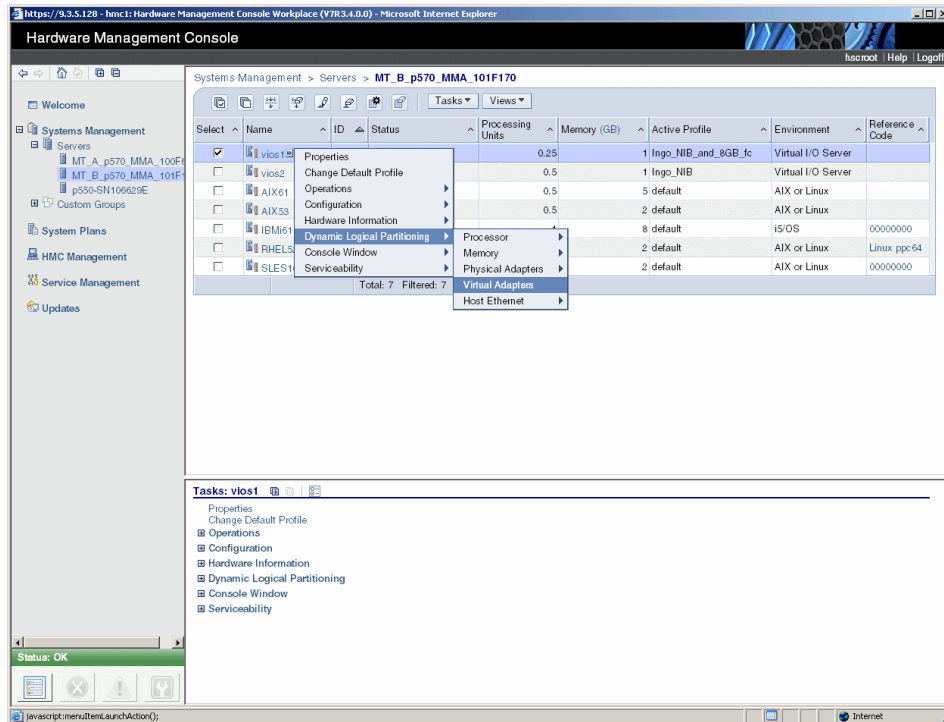 https://9.3.5.128 - hmc1: Hardware Management Console Workplace (V7R3.4.0.0) - Microsoft Internet Explorer
Hardware Management Console
hscroot | Help | Logoff
Welcome
Systems Management
Servers
MT_A_p570_MMA_100F6
MT_B_p570_MMA_101F1
p550-SN106629E
Custom Groups
System Plans
HMC Management
Service Management
Updates
Status: OK
Systems Management > Servers > MT_B_p570_MMA_101F170
Tasks Views
Select Name ID Status Processing Units Memory (GB) Active Profile Environment Reference Code
vios1 0.25 1 Ingo_NIB_and_8GB_fc Virtual I/O Server
vios2 0.5 1 Ingo_NIB Virtual I/O Server
AIX61 0.5 5 default AIX or Linux
AIX53 0.5 2 default AIX or Linux
IBMi61 8 default i5/OS 00000000
RHEL5 2 default AIX or Linux Linux ppc64
SLES1 2 default AIX or Linux 00000000
Total: 7 Filtered: 7
Properties
Change Default Profile
Operations
Configuration
Hardware Information
Dynamic Logical Partitioning
Console Window
Serviceability
Processor
Memory
Physical Adapters
Virtual Adapters
Host Ethernet
Tasks: vios1
Properties
Change Default Profile
Operations
Configuration
Hardware Information
Dynamic Logical Partitioning
Console Window
Serviceability
javascript:menuItemLaunchAction();
Internet